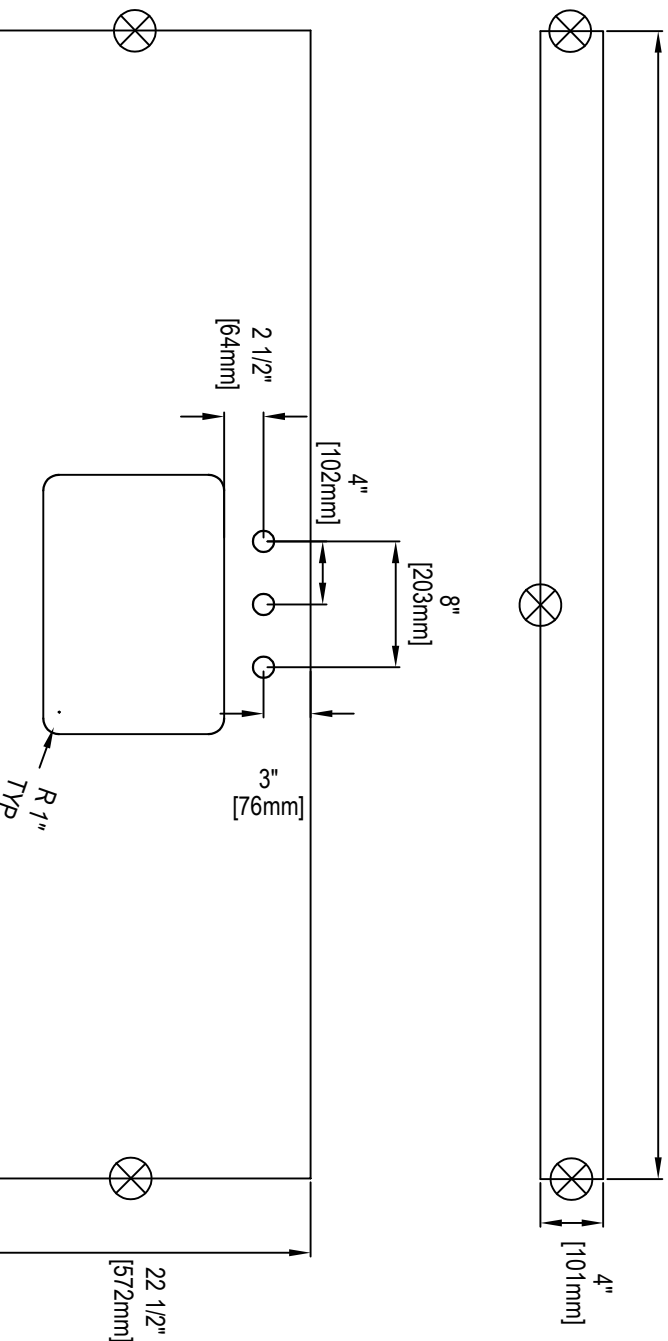 4"
[101mm]
8"
[203mm]
4"
[102mm]
2 1/2"
[64mm]
3"
[76mm]
R 1"
TYP
22 1/2"
[572mm]